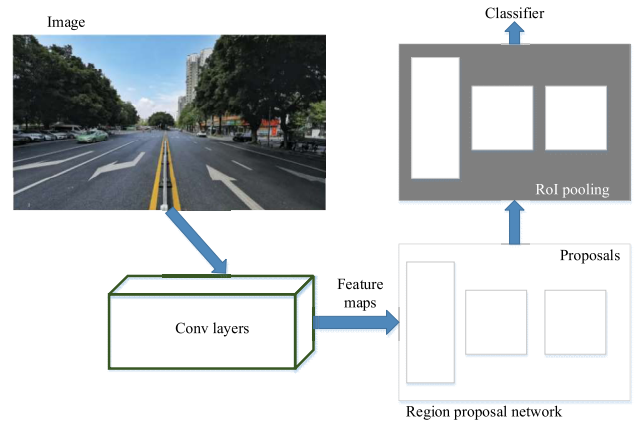 Image
Classifier
RoI pooling
Proposals
Feature
maps
Conv layers
Region proposal network